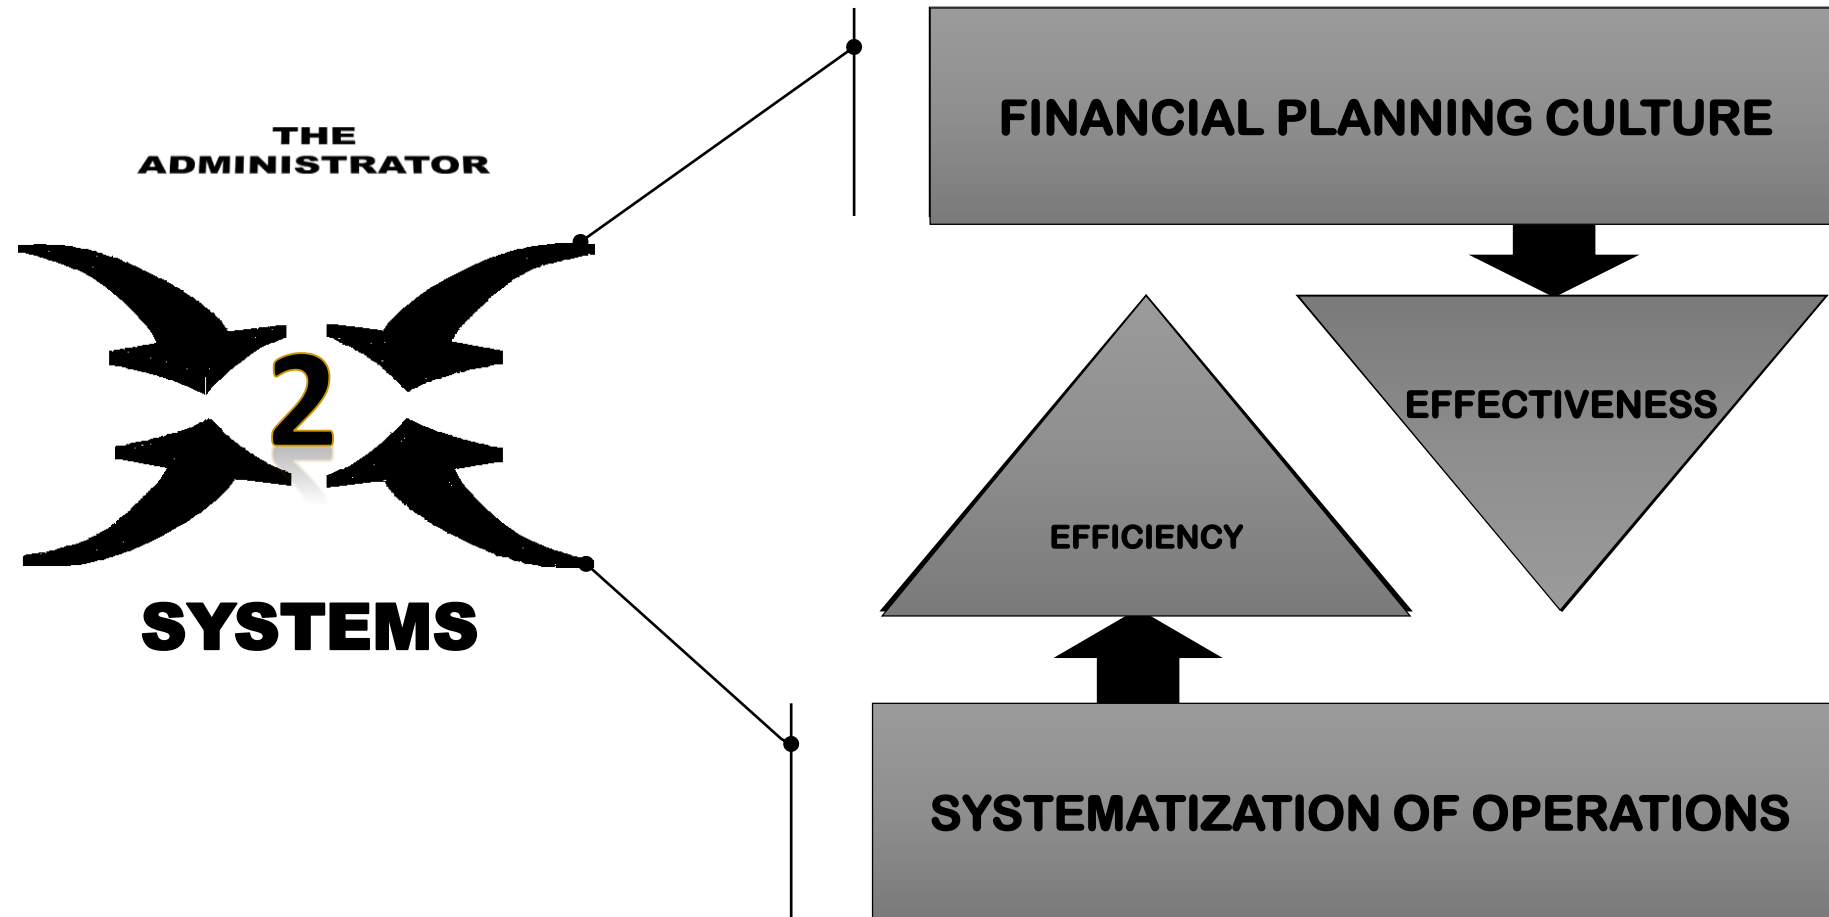 THE
ADMINISTRATOR
2
SYSTEMS
FINANCIAL PLANNING CULTURE
EFFECTIVENESS
EFFICIENCY
SYSTEMATIZATION OF OPERATIONS